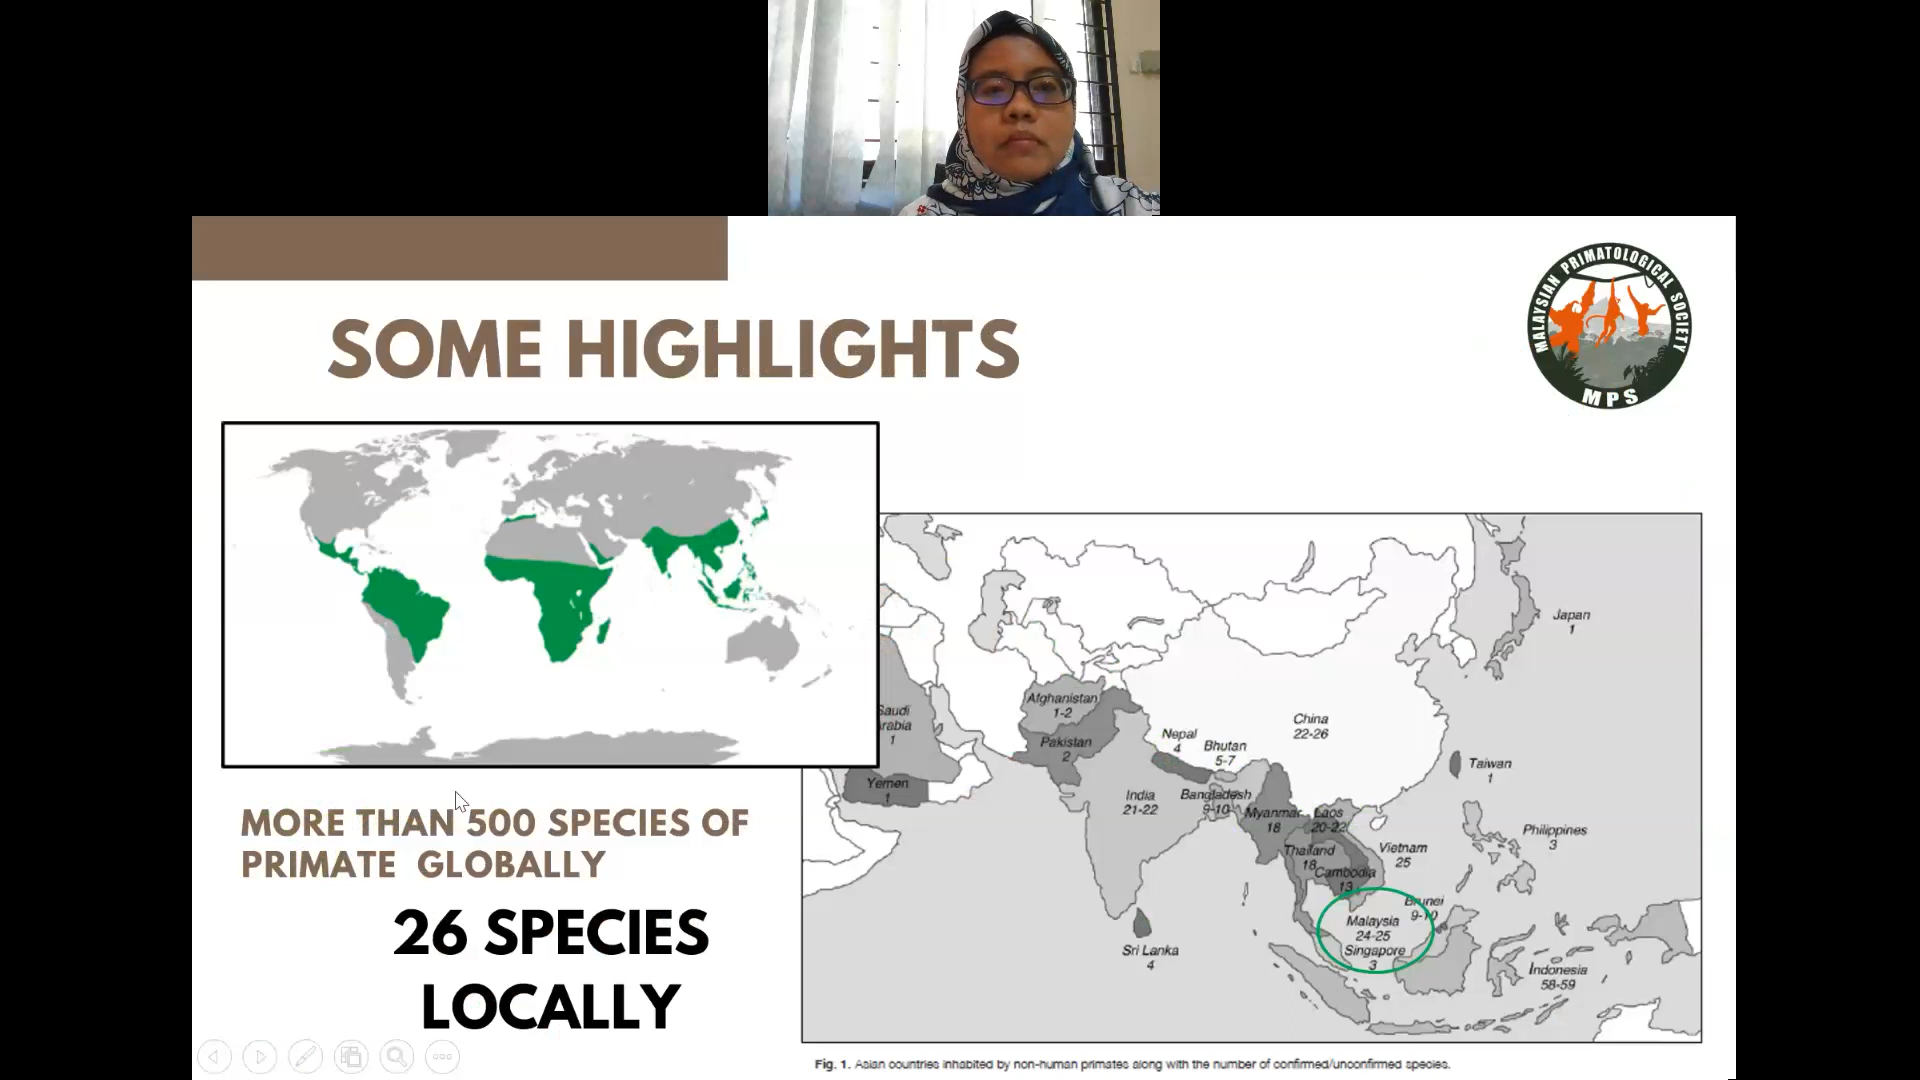 MALAYSIAN PRIMATOLOGICAL SOCIETY
MPS
SOME HIGHLIGHTS
MORE THAN 500 SPECIES OF
PRIMATE GLOBALLY
26 SPECIES
LOCALLY
Japan
1
Afghanistan
1-2
Saudi
Arabia
1
Pakistan
2
Nepal
4
Bhutan
5-7
China
22-26
Taiwan
1
Yemen
1
India
21-22
Bangladesh
9-10
Myanmar
18
Laos
20-22
Philippines
3
Thailand
18
Vietnam
25
Cambodia
13
Brunei
9-10
Malaysia
24-25
Singapore
3
Sri Lanka
4
Indonesia
58-59
Fig. 1. Asian countries inhabited by non-human primates along with the number of confirmed/unconfirmed species.